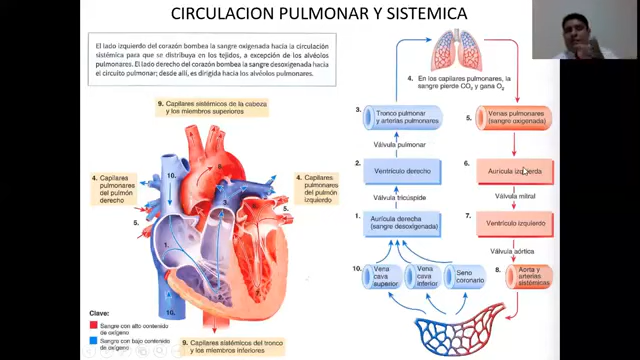 CIRCULACION PULMONAR Y SISTEMICA
El lado izquierdo del corazón bombea la sangre oxigenada hacia la circulación
sistémica para que se distribuya en los tejidos, a excepción de los alvéolos
pulmonares. El lado derecho del corazón bombea la sangre desoxigenada hacia
el circuito pulmonar; desde allí, es dirigida hacia los alvéolos pulmonares.
9. Capilares sistémicos de la cabeza
y los miembros superiores
4. Capilares
pulmonares
del pulmón
derecho
4. Capilares
pulmonares
del pulmón
izquierdo
10.
8.
3.
5.
5.
1.
10.
9. Capilares sistémicos del tronco
y los miembros inferiores
Clave:
Sangre con alto contenido
de oxígeno
Sangre con bajo contenido
de oxígeno
4. En los capilares pulmonares, la
sangre pierde CO2 y gana O2
3. Tronco pulmonar
y arterias pulmonares
Válvula pulmonar
2. Ventrículo derecho
Válvula tricúspide
1. Aurícula derecha
(sangre desoxigenada)
10. Vena
cava
superior
Vena
cava
inferior
Seno
coronario
5. Venas pulmonares
(sangre oxigenada)
6. Aurícula izquierda
Válvula mitral
7. Ventrículo izquierdo
Válvula aórtica
8. Aorta y
arterias
sistémicas